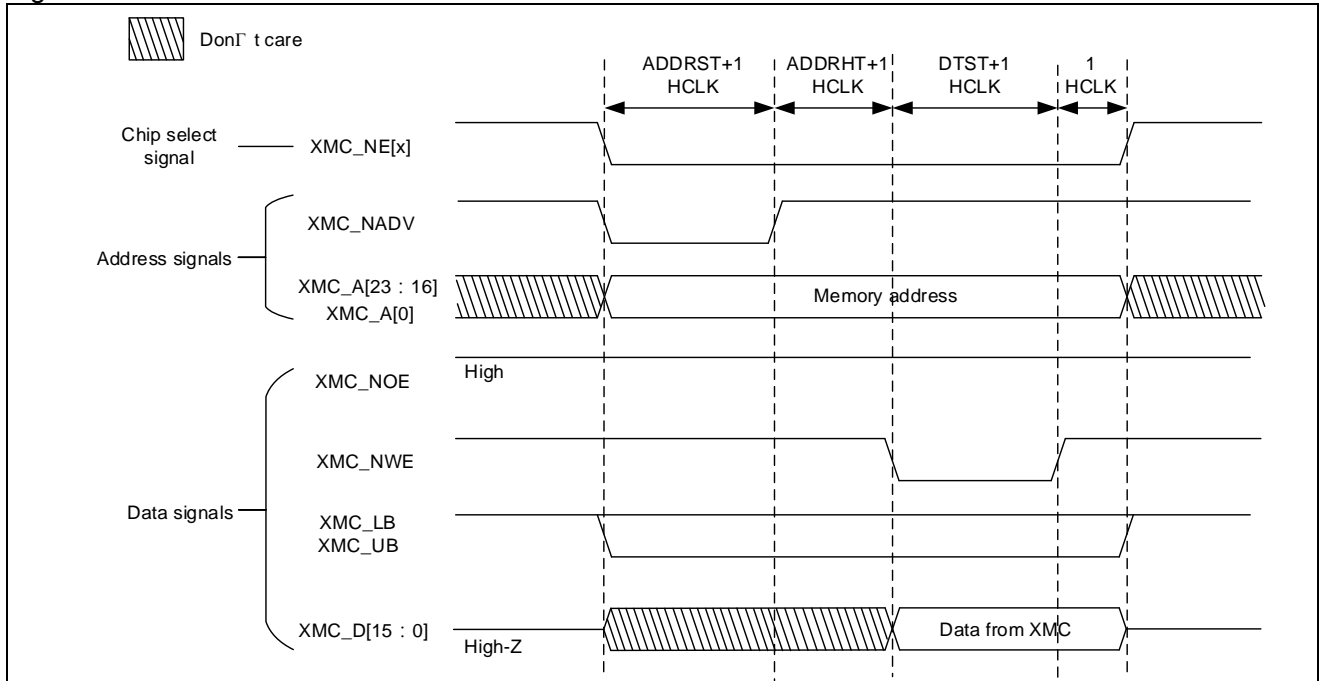 DonΓ t care
ADDRST+1 ADDRHT+1 DTST+1 1
HCLK HCLK HCLK HCLK
Chip select
signal
XMC_NE[x]
XMC_NADV
Address signals
XMC_A[23 : 16]
XMC_A[0]
Memory address
XMC_NOE
High
XMC_NWE
Data signals
XMC_LB
XMC_UB
XMC_D[15 : 0]
High-Z
Data from XMC